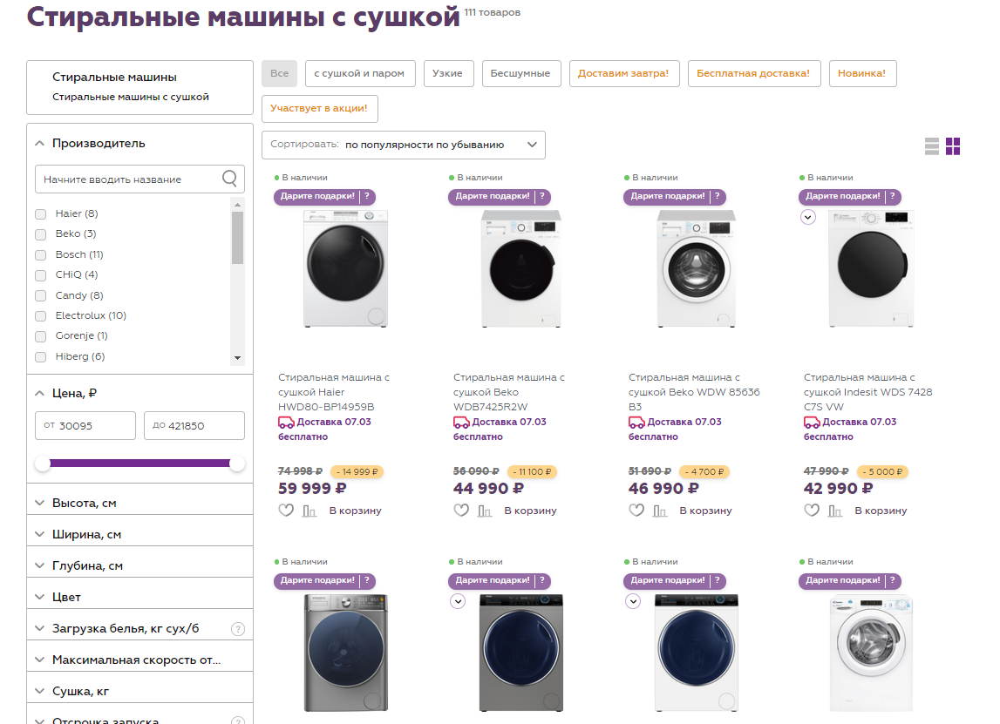 Стиральные машины с сушкой 111 товаров
Стиральные машины
Стиральные машины с сушкой
Все
с сушкой и паром
Узкие
Бесшумные
Доставим завтра!
Бесплатная доставка!
Новинка!
Участвует в акции!
Производитель
Начните вводить название
Haier (8)
Beko (3)
Bosch (11)
CHiQ (4)
Candy (8)
Electrolux (10)
Gorenje (1)
Hiberg (6)
Цена, ₽
от 30095
до 421850
Высота, см
Ширина, см
Глубина, см
Цвет
Загрузка белья, кг сух/б ?
Максимальная скорость от...
Сушка, кг
Отсрочка запуска ?
Сортировать: по популярности по убыванию
В наличии
Дарите подарки! ?
Стиральная машина с
сушкой Haier
HWD80-BP14959B
Доставка 07.03
бесплатно
74 998 ₽ - 14 999 ₽
59 999 ₽
В корзину
В наличии
Дарите подарки! ?
Стиральная машина с
сушкой Beko
WDB7425R2W
Доставка 07.03
бесплатно
56 090 ₽ - 11 100 ₽
44 990 ₽
В корзину
В наличии
Дарите подарки! ?
Стиральная машина с
сушкой Beko WDW 85636
B3
Доставка 07.03
бесплатно
51 690 ₽ - 4 700 ₽
46 990 ₽
В корзину
В наличии
Дарите подарки! ?
Стиральная машина с
сушкой Indesit WDS 7428
C7S VW
Доставка 07.03
бесплатно
47 990 ₽ - 5 000 ₽
42 990 ₽
В корзину
В наличии
Дарите подарки! ?
В наличии
Дарите подарки! ?
В наличии
Дарите подарки! ?
В наличии
Дарите подарки! ?